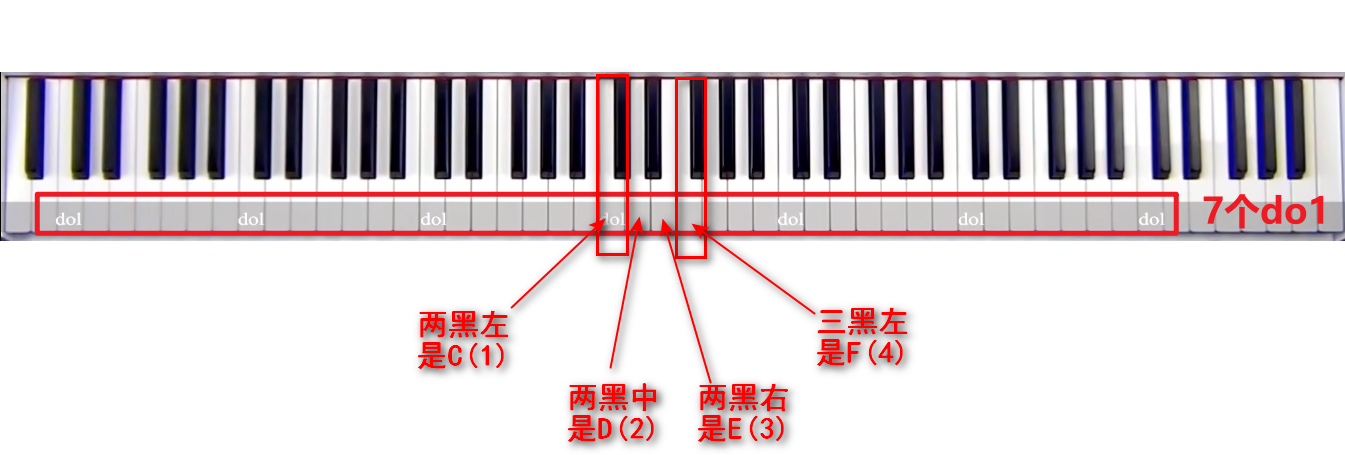 dol dol dol dol dol dol dol
7个do1
两黑左
是C(1)
三黑左
是F(4)
两黑中
是D(2)
两黑右
是E(3)